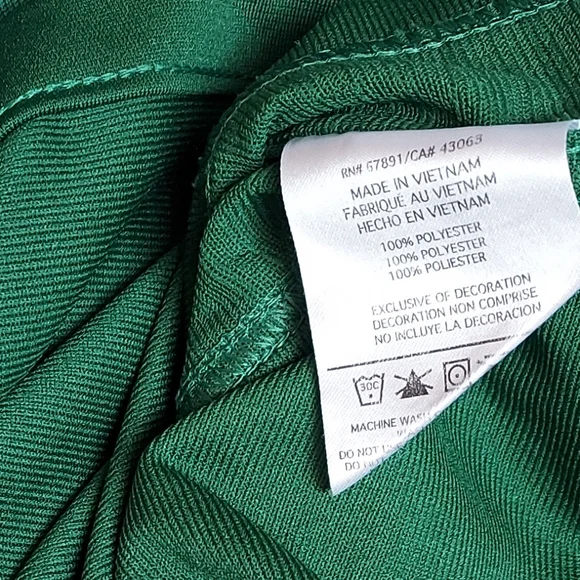 RN# 67891/CA# 43063
MADE IN VIETNAM
FABRIQUÉ AU VIETNAM
HECHO EN VIETNAM
100% POLYESTER
100% POLYESTER
100% POLIESTER
EXCLUSIVE OF DECORATION
DECORATION NON COMPRISE
NO INCLUYE LA DECORACION
30C
MACHINE
DO NOT
DO